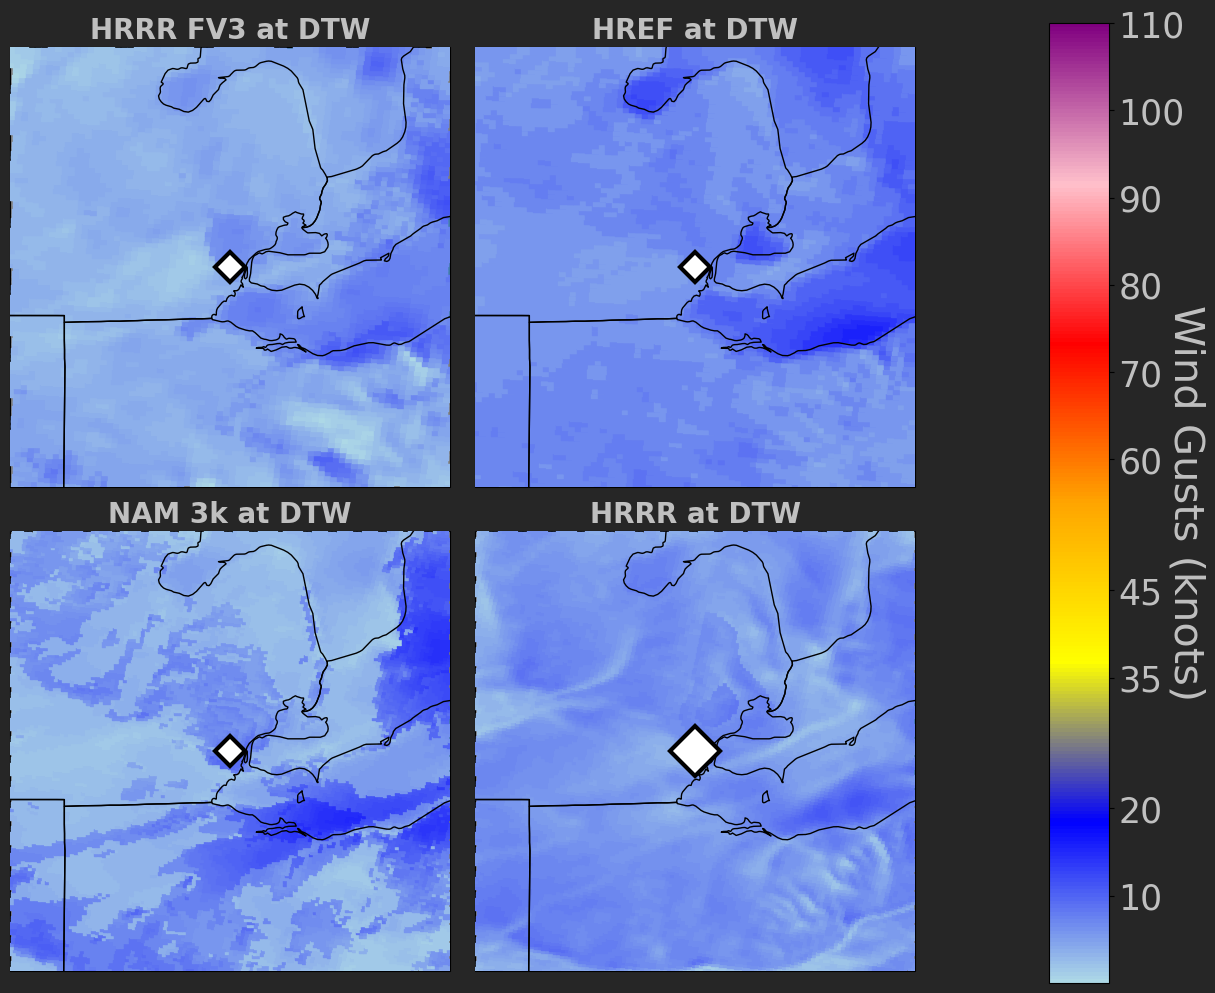 HRRR FV3 at DTW
HREF at DTW
NAM 3k at DTW
HRRR at DTW
110
100
90
80
70
60
45
35
20
10
Wind Gusts (knots)